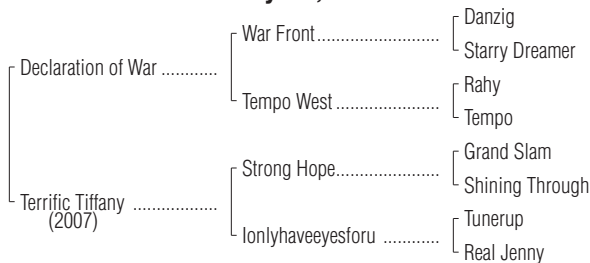 War Front
Danzig
Starry Dreamer
Declaration of War
Tempo West
Rahy
Tempo
Strong Hope
Grand Slam
Shining Through
Terrific Tiffany
(2007)
Ionlyhaveeyesforu
Tunerup
Real Jenny